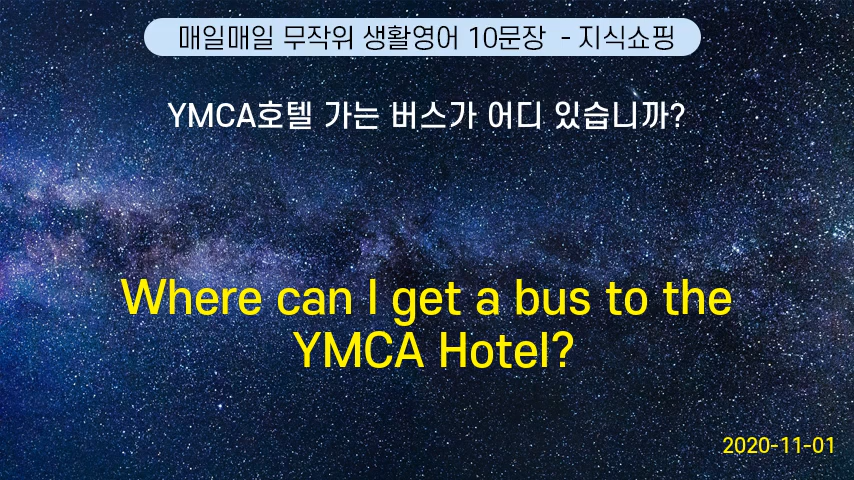 매일매일 무작위 생활영어 10문장 - 지식쇼핑
YMCA호텔 가는 버스가 어디 있습니까?
Where can I get a bus to the
YMCA Hotel?
2020-11-01